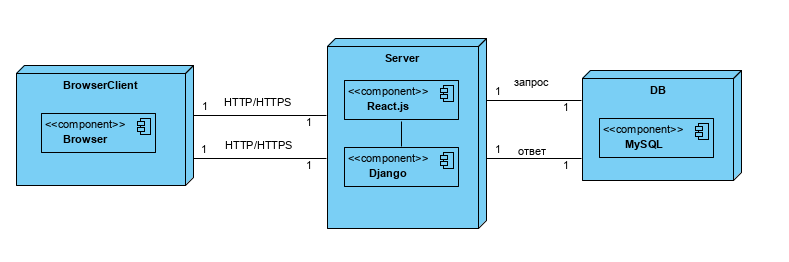 BrowserClient
<<component>>
Browser
1
HTTP/HTTPS
1
1
HTTP/HTTPS
1
Server
<<component>>
React.js
<<component>>
Django
1
запрос
1
1
ответ
1
DB
<<component>>
MySQL